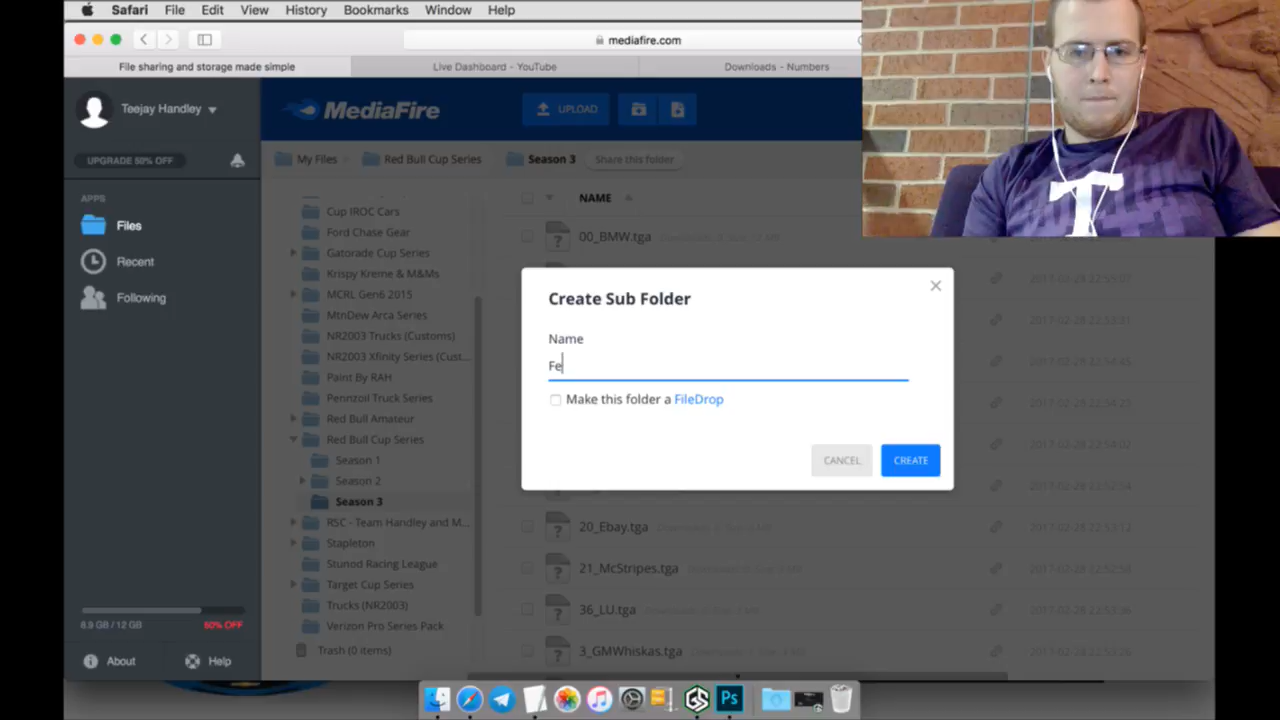 Safari File Edit View History Bookmarks Window Help
mediafire.com
File sharing and storage made simple
Live Dashboard - YouTube
Downloads - Numbers
Teejay Handley
MediaFire
UPLOAD
UPGRADE 50% OFF
My Files
Red Bull Cup Series
Season 3
Share this folder
APPS
Files
Recent
Following
Cup IROC Cars
Ford Chase Gear
Gatorade Cup Series
Krispy Kreme & M&Ms
MCRL Gen6 2015
MtnDew Arca Series
NR2003 Trucks (Customs)
NR2003 Xfinity Series (Cust...
Paint By RAH
Pennzoil Truck Series
Red Bull Amateur
Red Bull Cup Series
Season 1
Season 2
Season 3
RSC - Team Handley and M...
Stapleton
Stunod Racing League
Target Cup Series
Trucks (NR2003)
Verizon Pro Series Pack
Trash (0 items)
NAME
00_BMW.tga
Create Sub Folder
Name
Fe
Make this folder a FileDrop
CANCEL
CREATE
20_Ebay.tga
21_McStripes.tga
36_LU.tga
3_GMWhiskas.tga
8.9 GB / 12 GB
50% OFF
About
Help
T
Ps